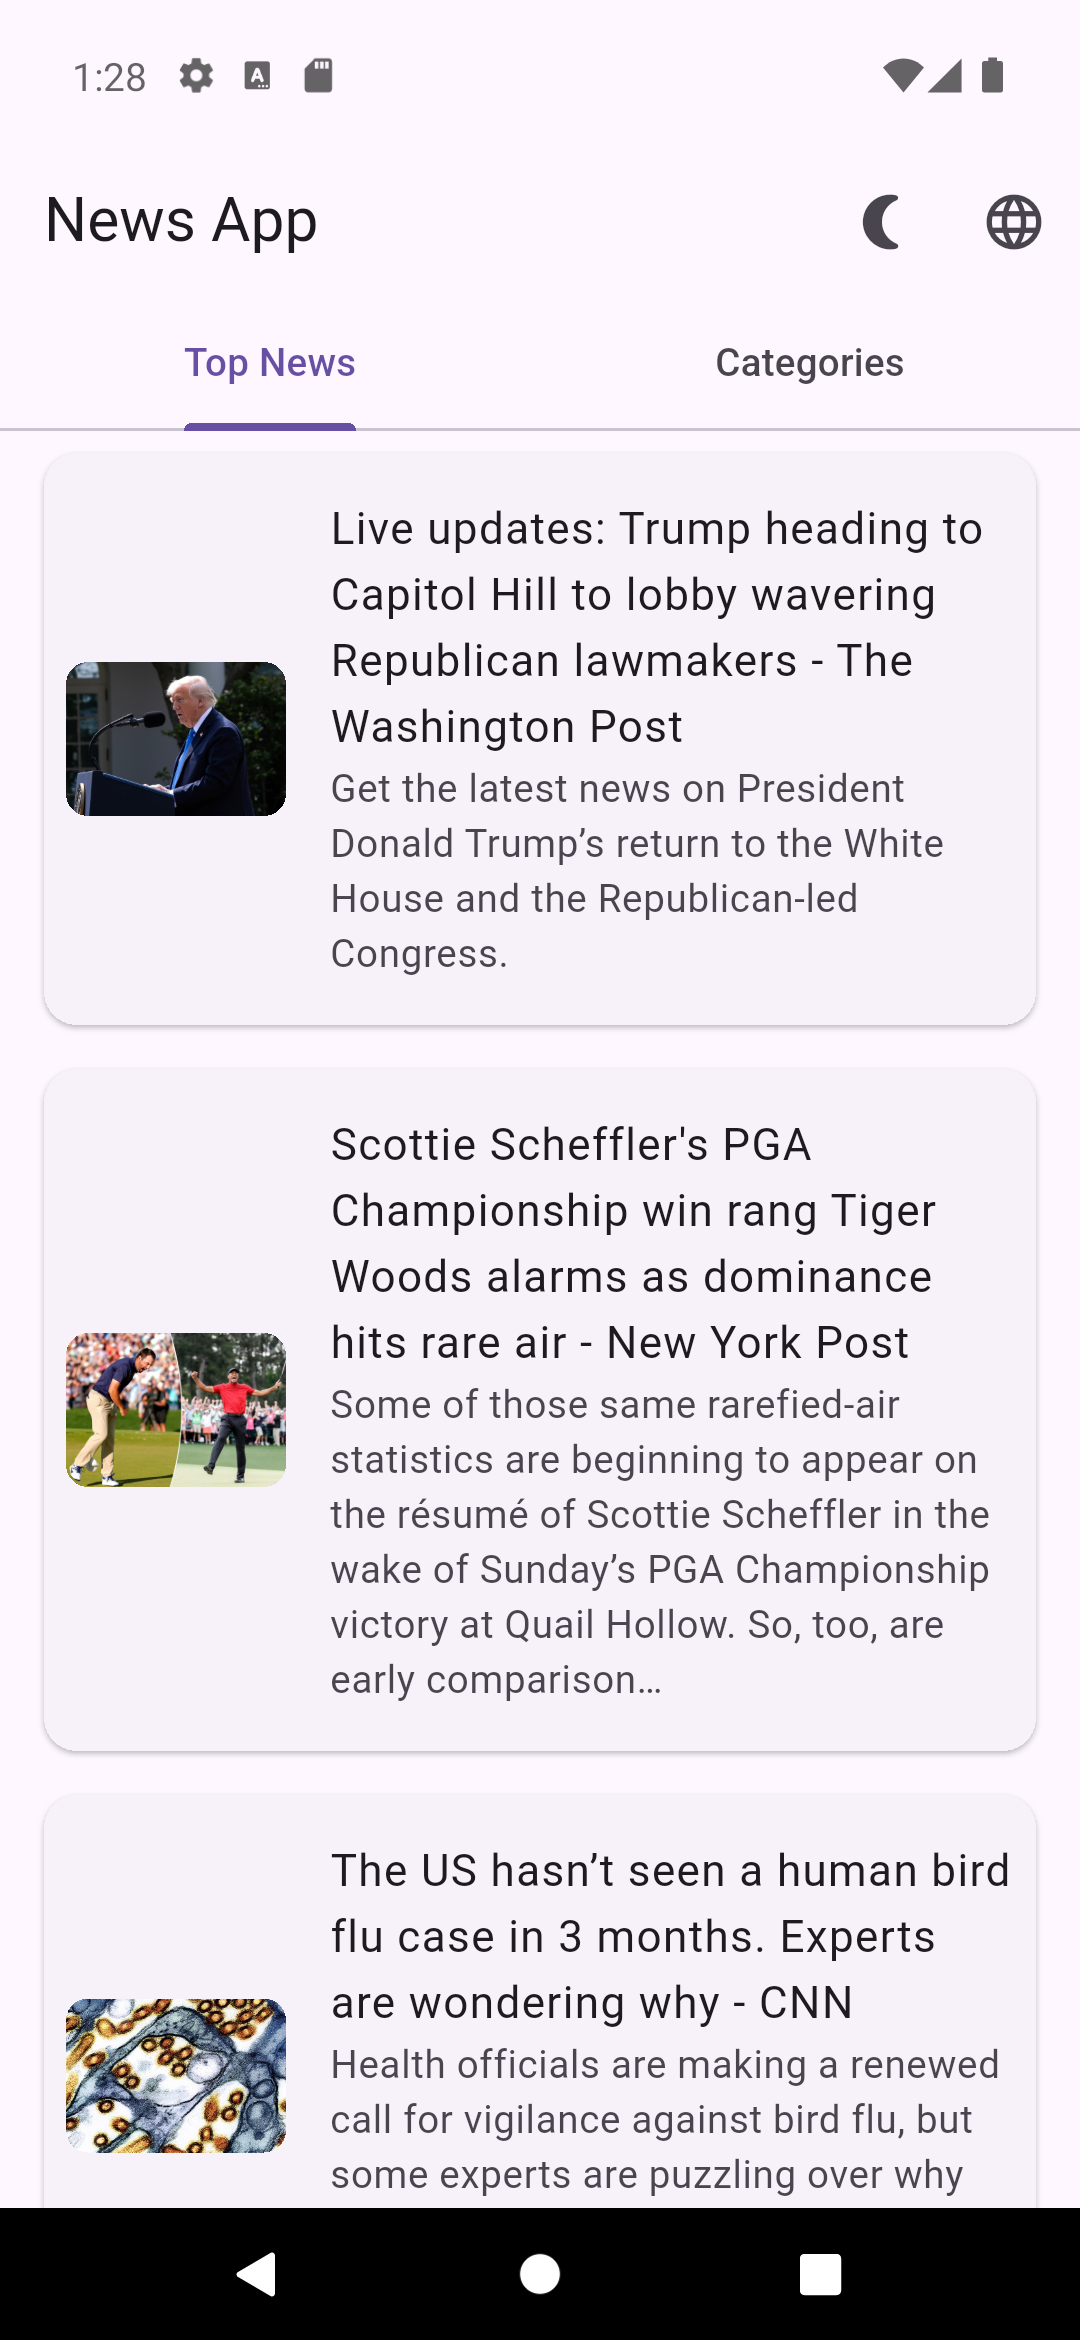 1:28
News App
Top News
Categories
Live updates: Trump heading to
Capitol Hill to lobby wavering
Republican lawmakers - The
Washington Post
Get the latest news on President
Donald Trump’s return to the White
House and the Republican-led
Congress.
Scottie Scheffler's PGA
Championship win rang Tiger
Woods alarms as dominance
hits rare air - New York Post
Some of those same rarefied-air
statistics are beginning to appear on
the résumé of Scottie Scheffler in the
wake of Sunday’s PGA Championship
victory at Quail Hollow. So, too, are
early comparison…
The US hasn’t seen a human bird
flu case in 3 months. Experts
are wondering why - CNN
Health officials are making a renewed
call for vigilance against bird flu, but
some experts are puzzling over why